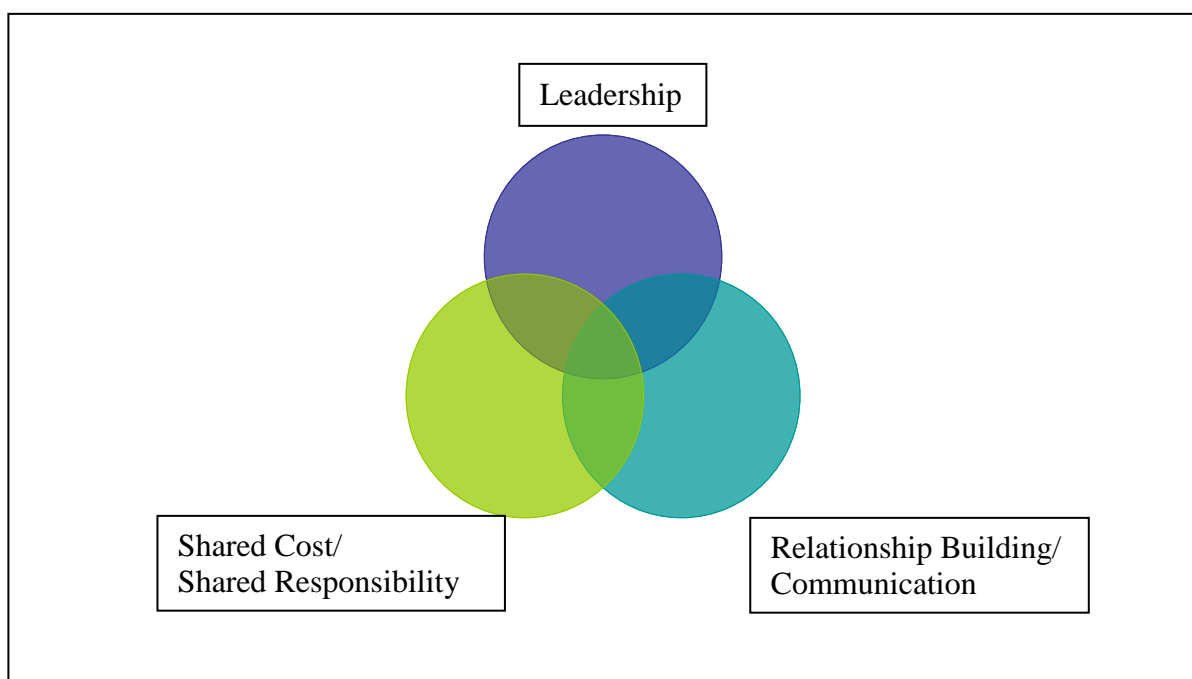 Leadership
Shared Cost/
Shared Responsibility
Relationship Building/
Communication